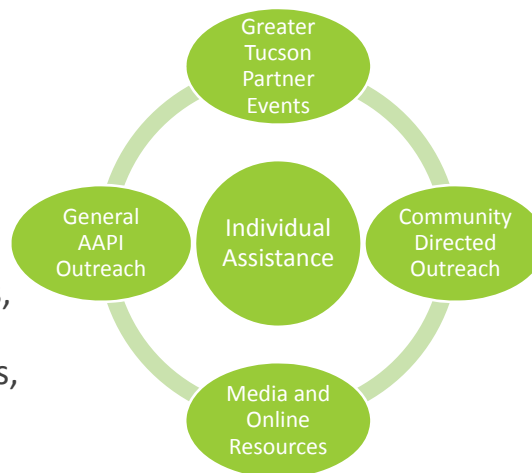 Greater
Tucson
Partner
Events
General
AAPI
Outreach
Individual
Assistance
Community
Directed
Outreach
Media and
Online
Resources